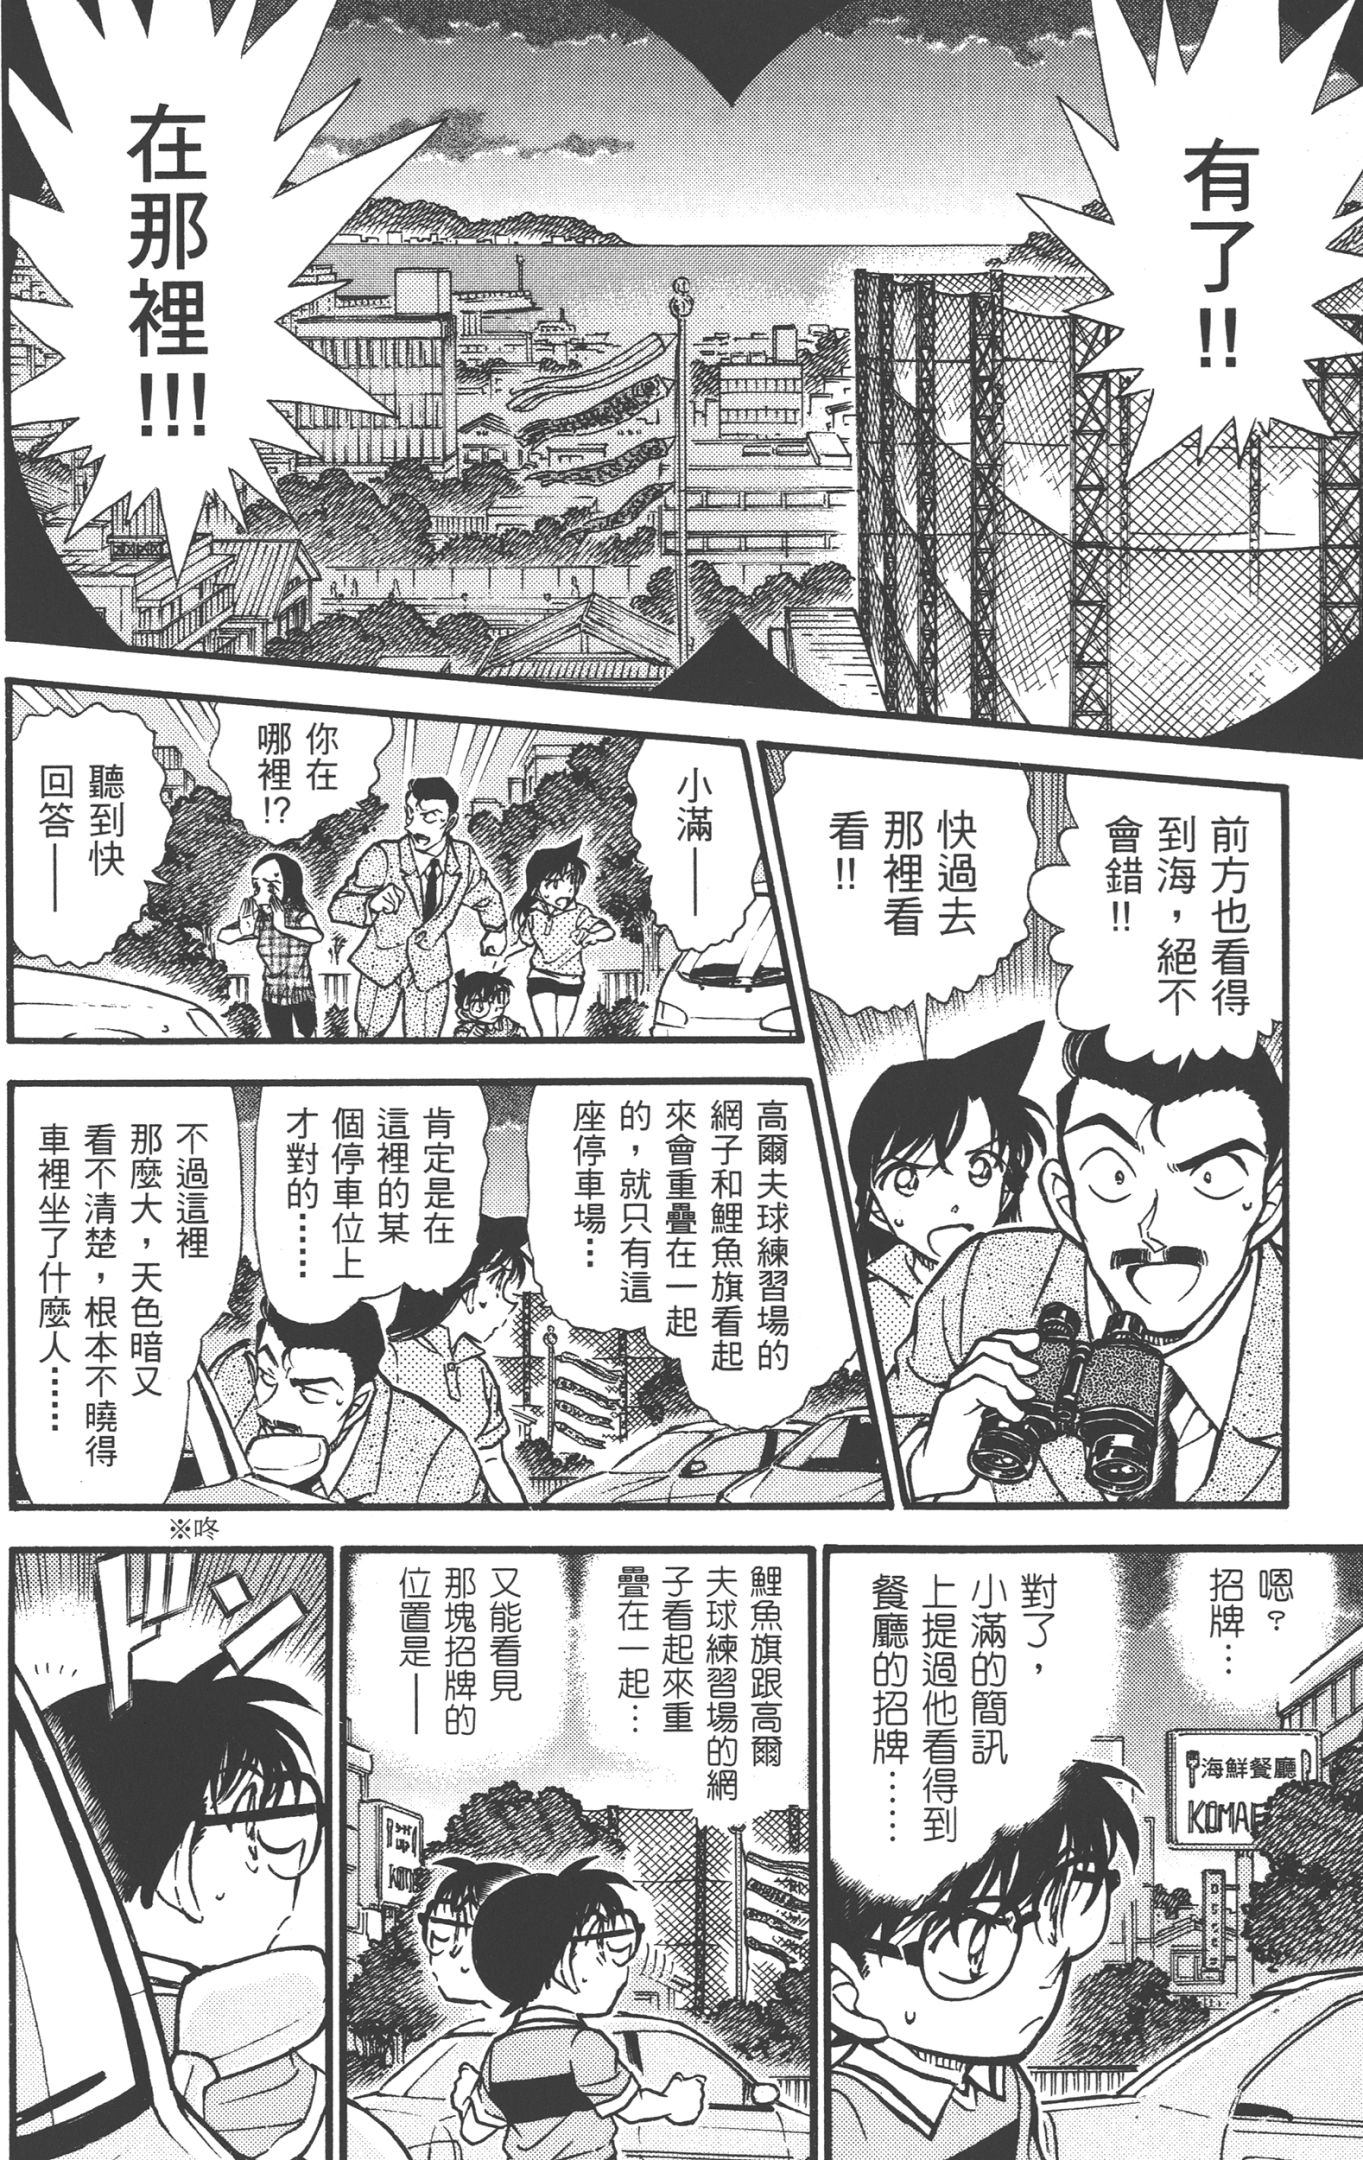 有了!!
在那裡!!!
前方也看得
到海，絕不
會錯!!
快過去
那裡看
看!!
小滿——
你在
哪裡!?
聽到快
回答——
高爾夫球練習場的
網子和鯉魚旗看起
來會重疊在一起
的，就只有這
座停車場…
肯定是在
這裡的某
個停車位上
才對的……
不過這裡
那麼大，天色暗又
看不清楚，根本不曉得
車裡坐了什麼人……
嗯?
招牌…
海鮮餐廳
KOMAE
對了，
小滿的簡訊
上提過他看得到
餐廳的招牌……
鯉魚旗跟高爾
夫球練習場的網
子看起來重
疊在一起…
又能看見
那塊招牌的
位置是——
※咚